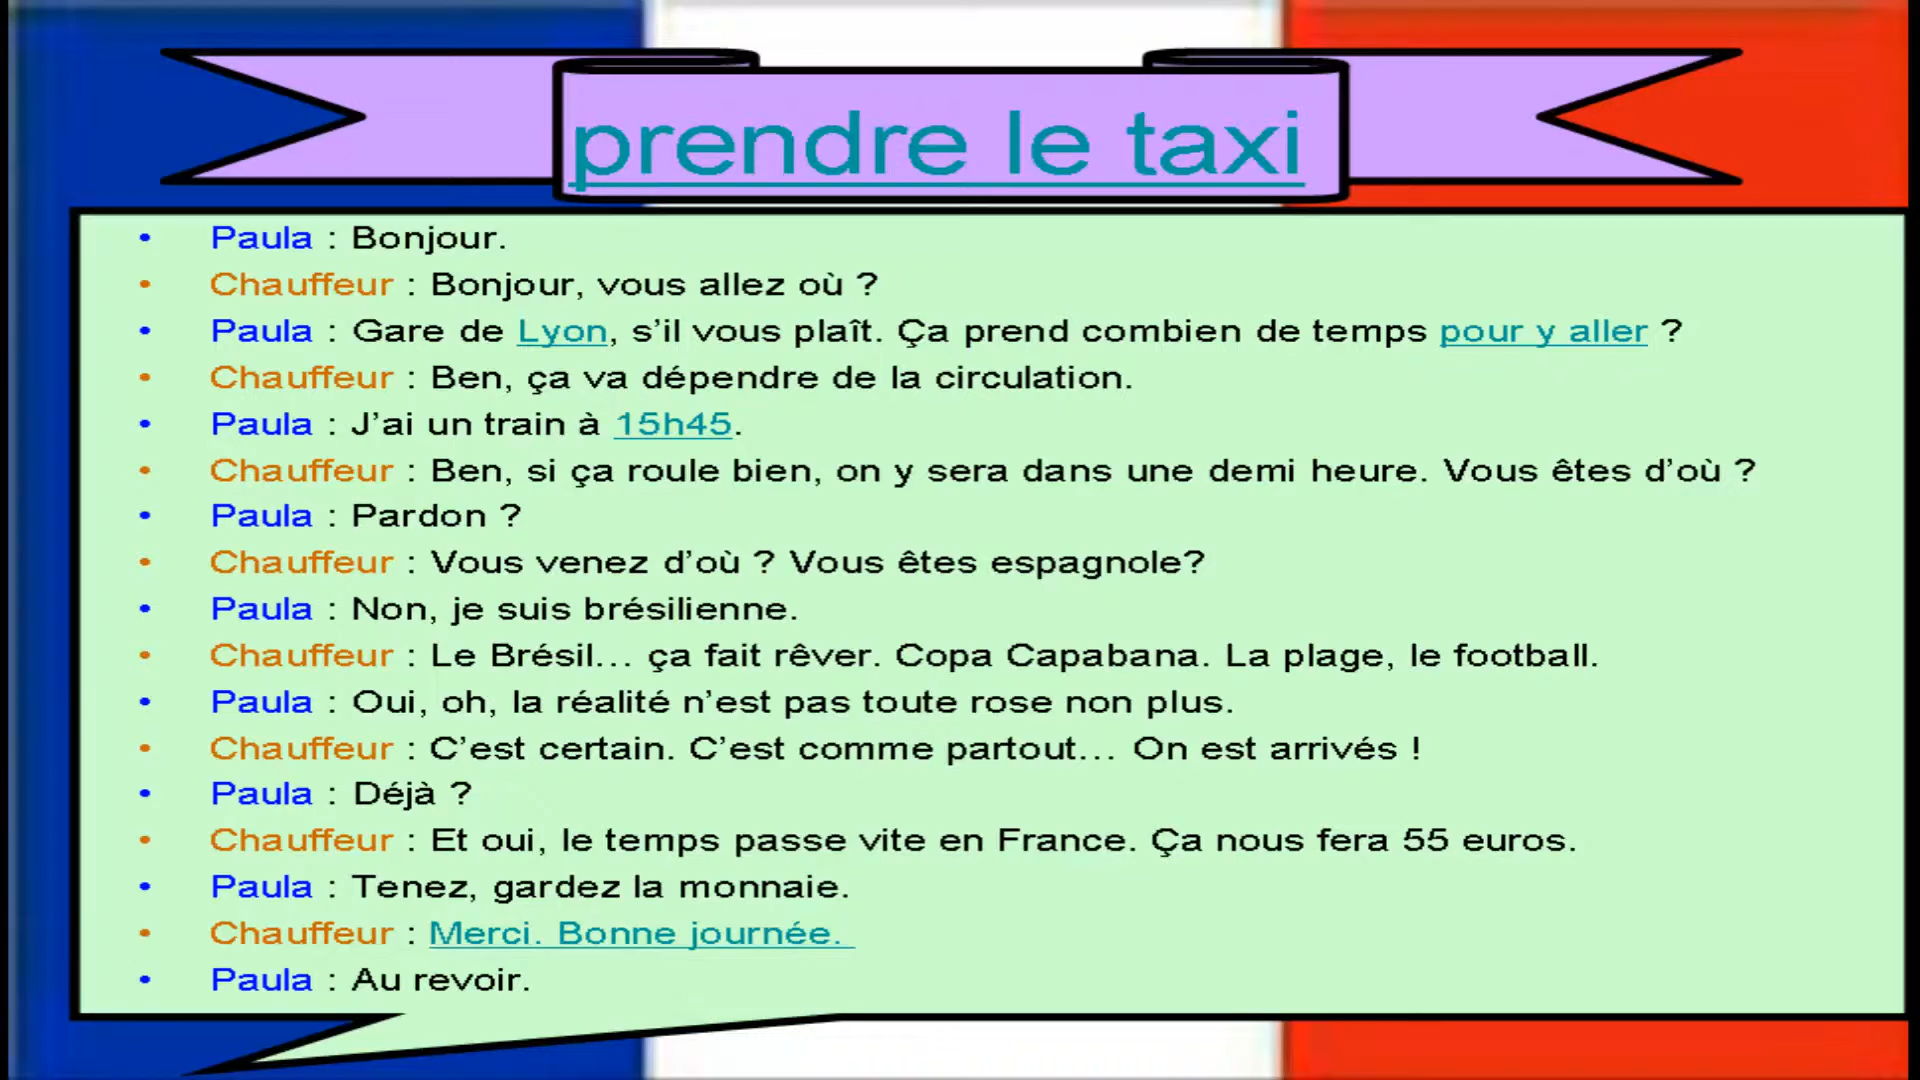 prendre le taxi
• Paula : Bonjour.
• Chauffeur : Bonjour, vous allez où ?
• Paula : Gare de Lyon, s’il vous plaît. Ça prend combien de temps pour y aller ?
• Chauffeur : Ben, ça va dépendre de la circulation.
• Paula : J’ai un train à 15h45.
• Chauffeur : Ben, si ça roule bien, on y sera dans une demi heure. Vous êtes d’où ?
• Paula : Pardon ?
• Chauffeur : Vous venez d’où ? Vous êtes espagnole?
• Paula : Non, je suis brésilienne.
• Chauffeur : Le Brésil... ça fait rêver. Copa Capabana. La plage, le football.
• Paula : Oui, oh, la réalité n’est pas toute rose non plus.
• Chauffeur : C’est certain. C’est comme partout... On est arrivés !
• Paula : Déjà ?
• Chauffeur : Et oui, le temps passe vite en France. Ça nous fera 55 euros.
• Paula : Tenez, gardez la monnaie.
• Chauffeur : Merci. Bonne journée.
• Paula : Au revoir.